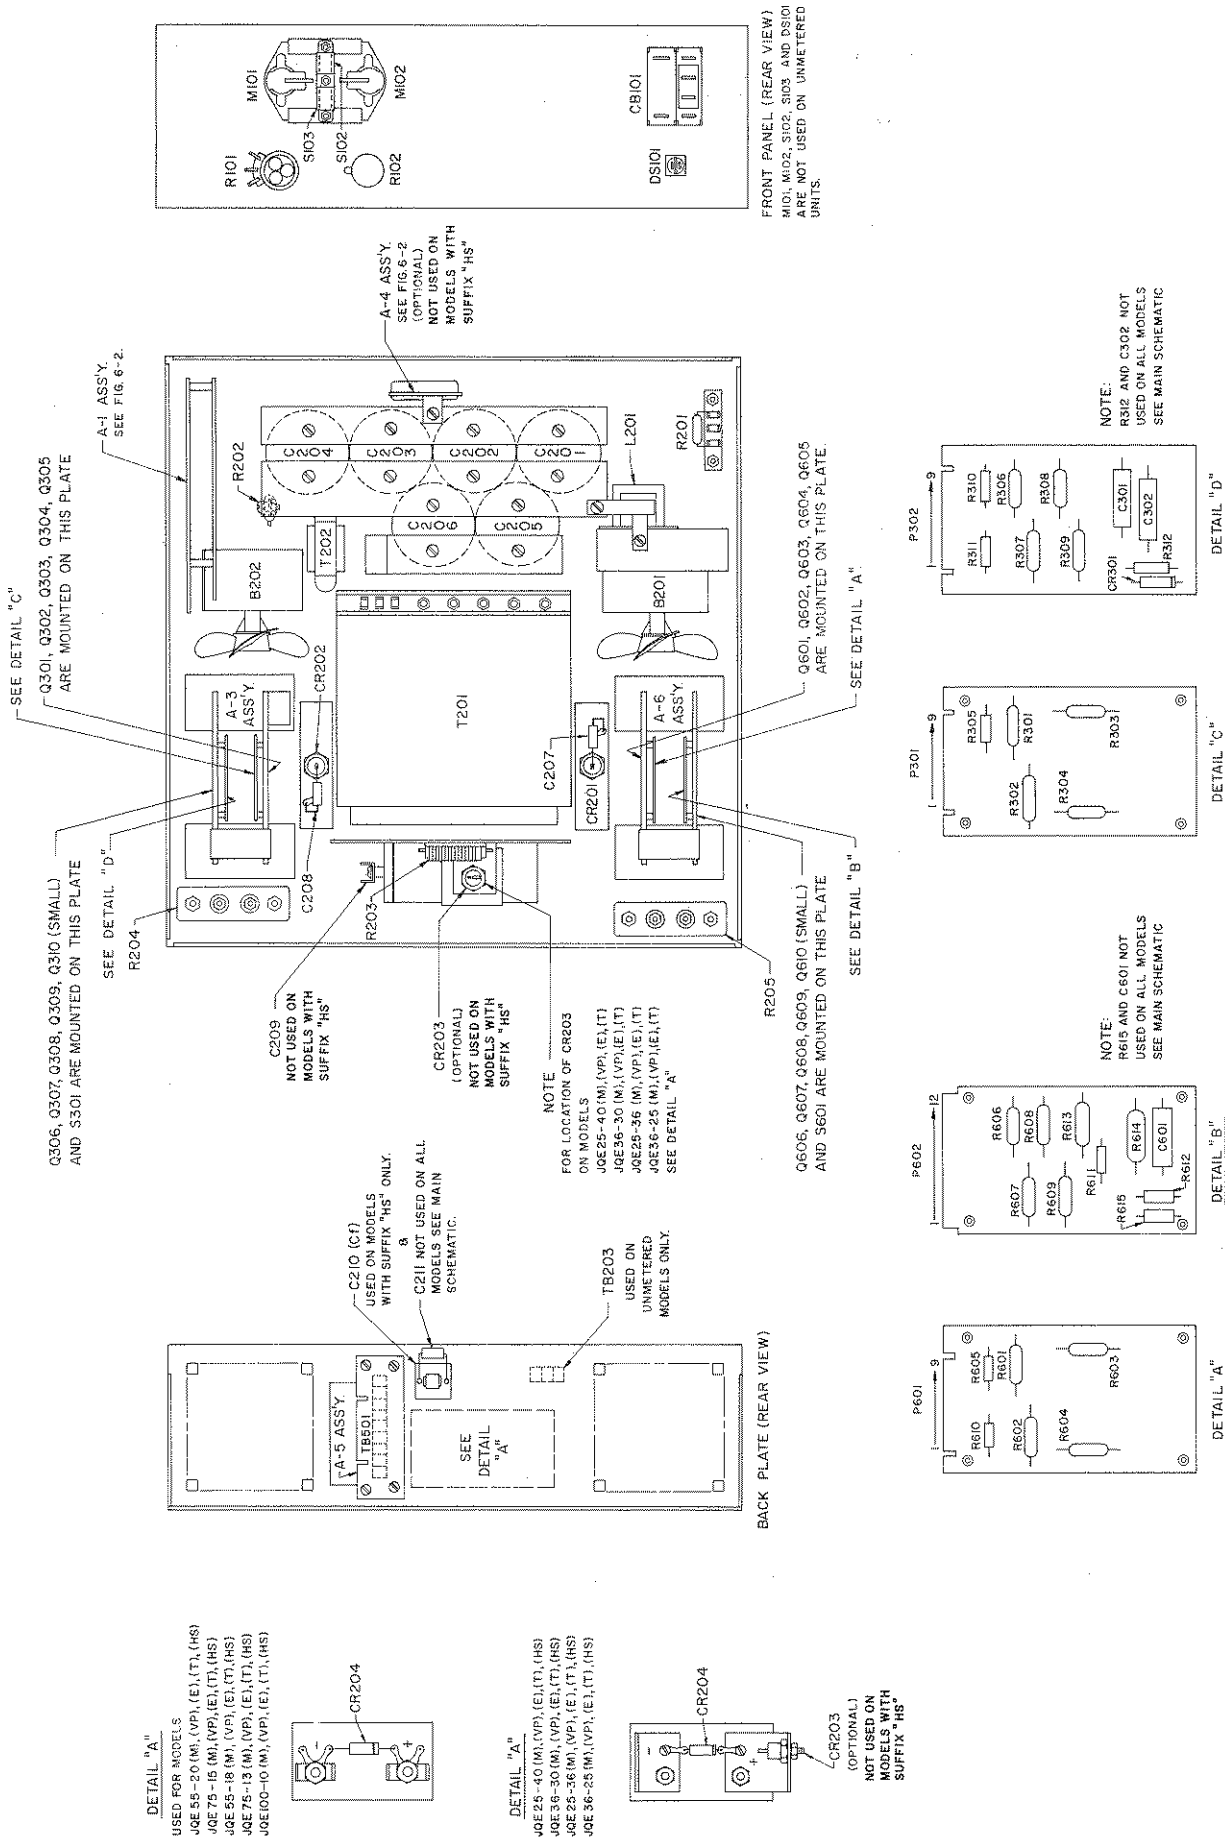 DETAIL "A"
USED FOR MODELS
JQE 55-20 (M), (VP), (E), (T), (HS)
JQE 75-15 (M), (VP), (E), (T), (HS)
JQE 55-18 (M), (VP), (E), (T), (HS)
JQE 75-13 (M), (VP), (E), (T), (HS)
JQE100-10 (M), (VP), (E), (T), (HS)
-
+
CR204
DETAIL "A"
JQE25-40 (M), (VP), (E), (T), (HS)
JQE36-30 (M), (VP), (E), (T), (HS)
JQE25-36 (M), (VP), (E), (T), (HS)
JQE36-25 (M), (VP), (E), (T), (HS)
-
+
CR204
CR203
(OPTIONAL)
NOT USED ON
MODELS WITH
SUFFIX "HS"
A-5 ASS'Y.
TB501
SEE
DETAIL
"A"
C210 (Cf)
USED ON MODELS
WITH SUFFIX "HS" ONLY.
&
C211 NOT USED ON ALL
MODELS SEE MAIN
SCHEMATIC.
TB203
USED ON
UNMETERED
MODELS ONLY.
BACK PLATE (REAR VIEW)
Q306, Q307, Q308, Q309, Q310 (SMALL)
AND S301 ARE MOUNTED ON THIS PLATE
SEE DETAIL "D"
R204
SEE DETAIL "C"
Q301, Q302, Q303, Q304, Q305
ARE MOUNTED ON THIS PLATE
A-1 ASS'Y.
SEE FIG. 6-2.
C209
NOT USED ON
MODELS WITH
SUFFIX "HS"
CR203
(OPTIONAL)
NOT USED ON
MODELS WITH
SUFFIX "HS"
NOTE
FOR LOCATION OF CR203
ON MODELS
JQE25-40 (M), (VP), (E), (T)
JQE36-30 (M), (VP), (E), (T)
JQE25-36 (M), (VP), (E), (T)
JQE36-25 (M), (VP), (E), (T)
SEE DETAIL "A"
R203
C208
A-3
ASS'Y.
CR202
B202
R202
T202
T201
C204
C203
C202
C201
C206
C205
A-4 ASS'Y.
SEE FIG. 6-2
(OPTIONAL)
NOT USED ON
MODELS WITH
SUFFIX "HS"
C207
CR201
A-6
ASS'Y.
B201
L201
R201
R205
Q606, Q607, Q608, Q609, Q610 (SMALL)
AND S601 ARE MOUNTED ON THIS PLATE
SEE DETAIL "B"
Q601, Q602, Q603, Q604, Q605
ARE MOUNTED ON THIS PLATE
SEE DETAIL "A"
R101
M101
S103
S102
R102
M102
DS101
CB101
FRONT PANEL (REAR VIEW)
M101, M102, S102, S103 AND DS101
ARE NOT USED ON UNMETERED
UNITS.
P601
1
9
R610
R605
R602
R601
R604
R603
DETAIL "A"
P602
1
12
R606
R607
R608
R609
R613
R611
R614
C601
R615
R612
DETAIL "B"
NOTE:
R615 AND C601 NOT
USED ON ALL MODELS
SEE MAIN SCHEMATIC
P301
1
9
R305
R302
R301
R304
R303
DETAIL "C"
P302
1
9
R311
R310
R306
R307
R308
R309
C301
C302
CR301
R312
DETAIL "D"
NOTE:
R312 AND C302 NOT
USED ON ALL MODELS
SEE MAIN SCHEMATIC